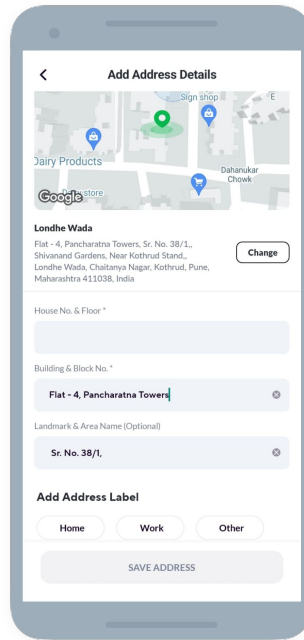 Add Address Details
Sign shop
E
Dairy Products
Dahanukar
Chowk
store
Google
Londhe Wada
Flat - 4, Pancharatna Towers, Sr. No. 38/1,,
Shivanand Gardens, Near Kothrud Stand,,
Londhe Wada, Chaitanya Nagar, Kothrud, Pune,
Maharashtra 411038, India
Change
House No. & Floor *
Building & Block No. *
Flat - 4, Pancharatna Towers
Landmark & Area Name (Optional)
Sr. No. 38/1,
Add Address Label
Home
Work
Other
SAVE ADDRESS